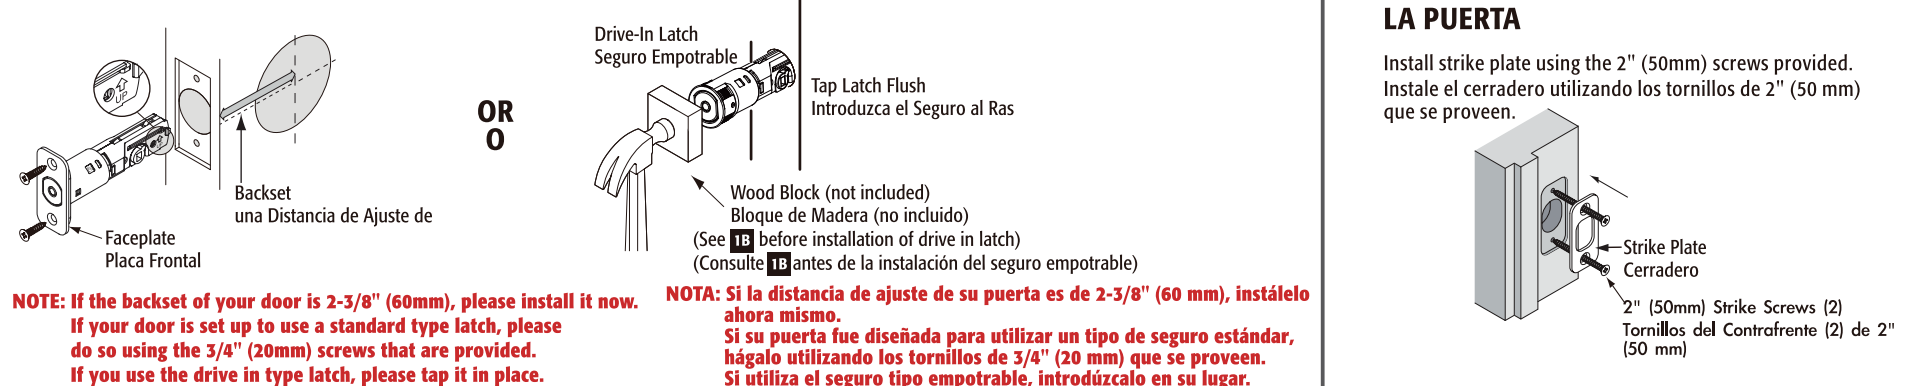 UP
Backset
una Distancia de Ajuste de
Faceplate
Placa Frontal
OR
O
Drive-In Latch
Seguro Empotrable
Tap Latch Flush
Introduzca el Seguro al Ras
Wood Block (not included)
Bloque de Madera (no incluido)
(See 1B before installation of drive in latch)
(Consulte 1B antes de la instalación del seguro empotrable)
NOTE: If the backset of your door is 2-3/8" (60mm), please install it now.
If your door is set up to use a standard type latch, please
do so using the 3/4" (20mm) screws that are provided.
If you use the drive in type latch, please tap it in place.
NOTA: Si la distancia de ajuste de su puerta es de 2-3/8" (60 mm), instálelo
ahora mismo.
Si su puerta fue diseñada para utilizar un tipo de seguro estándar,
hágalo utilizando los tornillos de 3/4" (20 mm) que se proveen.
Si utiliza el seguro tipo empotrable, introdúzcalo en su lugar.
LA PUERTA
Install strike plate using the 2" (50mm) screws provided.
Instale el cerradero utilizando los tornillos de 2" (50 mm)
que se proveen.
Strike Plate
Cerradero
2" (50mm) Strike Screws (2)
Tornillos del Contrafrente (2) de 2"
(50 mm)